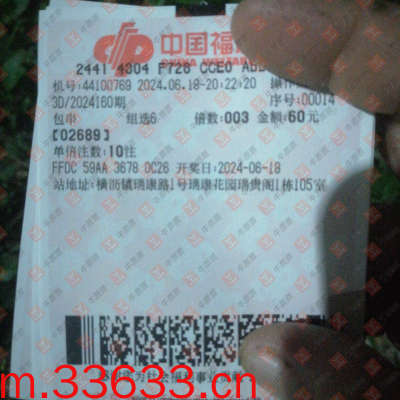 中国福
2441 4804 F728 CCE0
机号:44100769 2024.06.18-20:22:20 操作
3D/2024160期 序号:00014
包串 组选6 倍数:003 金额:60元
【02689】
单倍注数:10注
FFDC 59AA 3678 0C26 开奖日:2024-06-18
站地址:横沥镇瑞康路1号瑞康花园瑞贵阁1栋105室
m.33633.cn